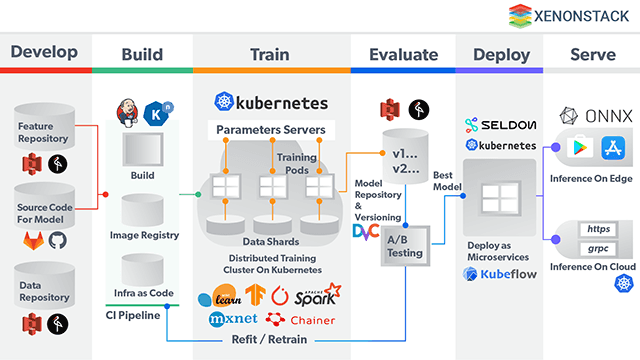 XENONSTACK
Develop
Build
Train
Evaluate
Deploy
Serve
Feature
Repository
Source Code
For Model
Data
Repository
Build
Image Registry
Infra as Code
CI Pipeline
kubernetes
Parameters Servers
Training
Pods
Data Shards
Distributed Training
Cluster On Kubernetes
learn
APACHE
Spark
mxnet
Chainer
Refit / Retrain
v1...
v2...
Model
Repository
&
Versioning
DVC
A/B
Testing
Best
Model
SELDON
kubernetes
Deploy as
Microservices
Kubeflow
ONNX
Inference On Edge
https
grpc
Inference On Cloud